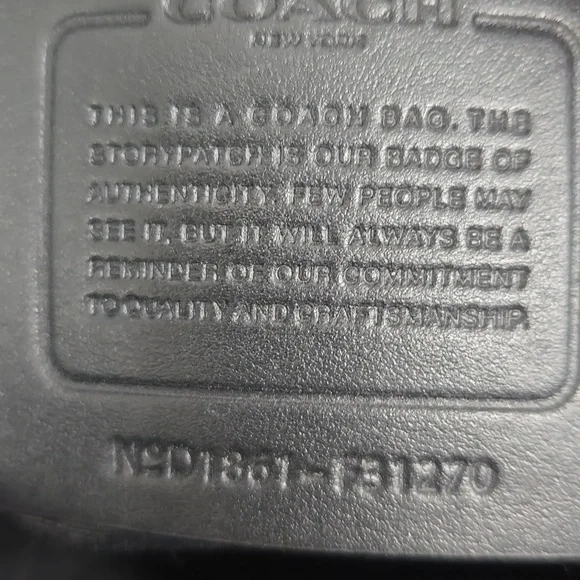 COACH
NEW YORK
THIS IS A COACH BAG. THE
STORYPATCH IS OUR BADGE OF
AUTHENTICITY. FEW PEOPLE MAY
SEE IT, BUT IT WILL ALWAYS BE A
REMINDER OF OUR COMMITMENT
TO QUALITY AND CRAFTSMANSHIP.
NºD1861-F31270